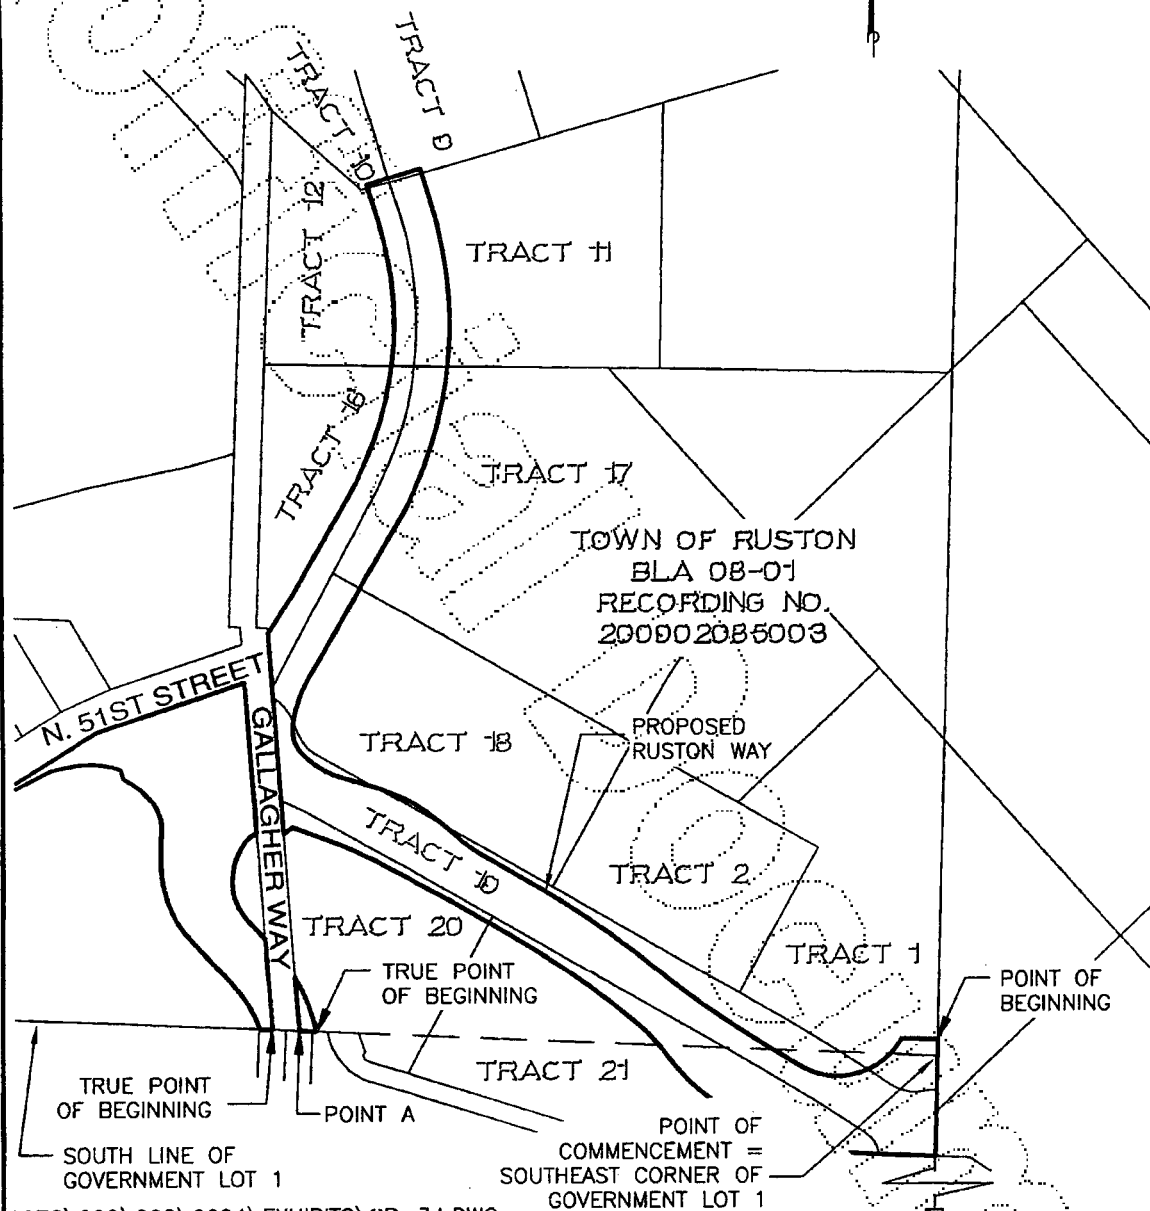 TRACT 9
TRACT 10
TRACT 12
TRACT 11
TRACT 16
TRACT 17
TOWN OF RUSTON
BLA 08-01
RECORDING NO.
200902085003
N. 51ST STREET
GALLAGHER WAY
TRACT 18
PROPOSED
RUSTON WAY
TRACT 19
TRACT 2
TRACT 20
TRACT 1
TRUE POINT
OF BEGINNING
POINT OF
BEGINNING
TRACT 21
TRUE POINT
OF BEGINNING
POINT A
SOUTH LINE OF
GOVERNMENT LOT 1
POINT OF
COMMENCEMENT =
SOUTHEAST CORNER OF
GOVERNMENT LOT 1